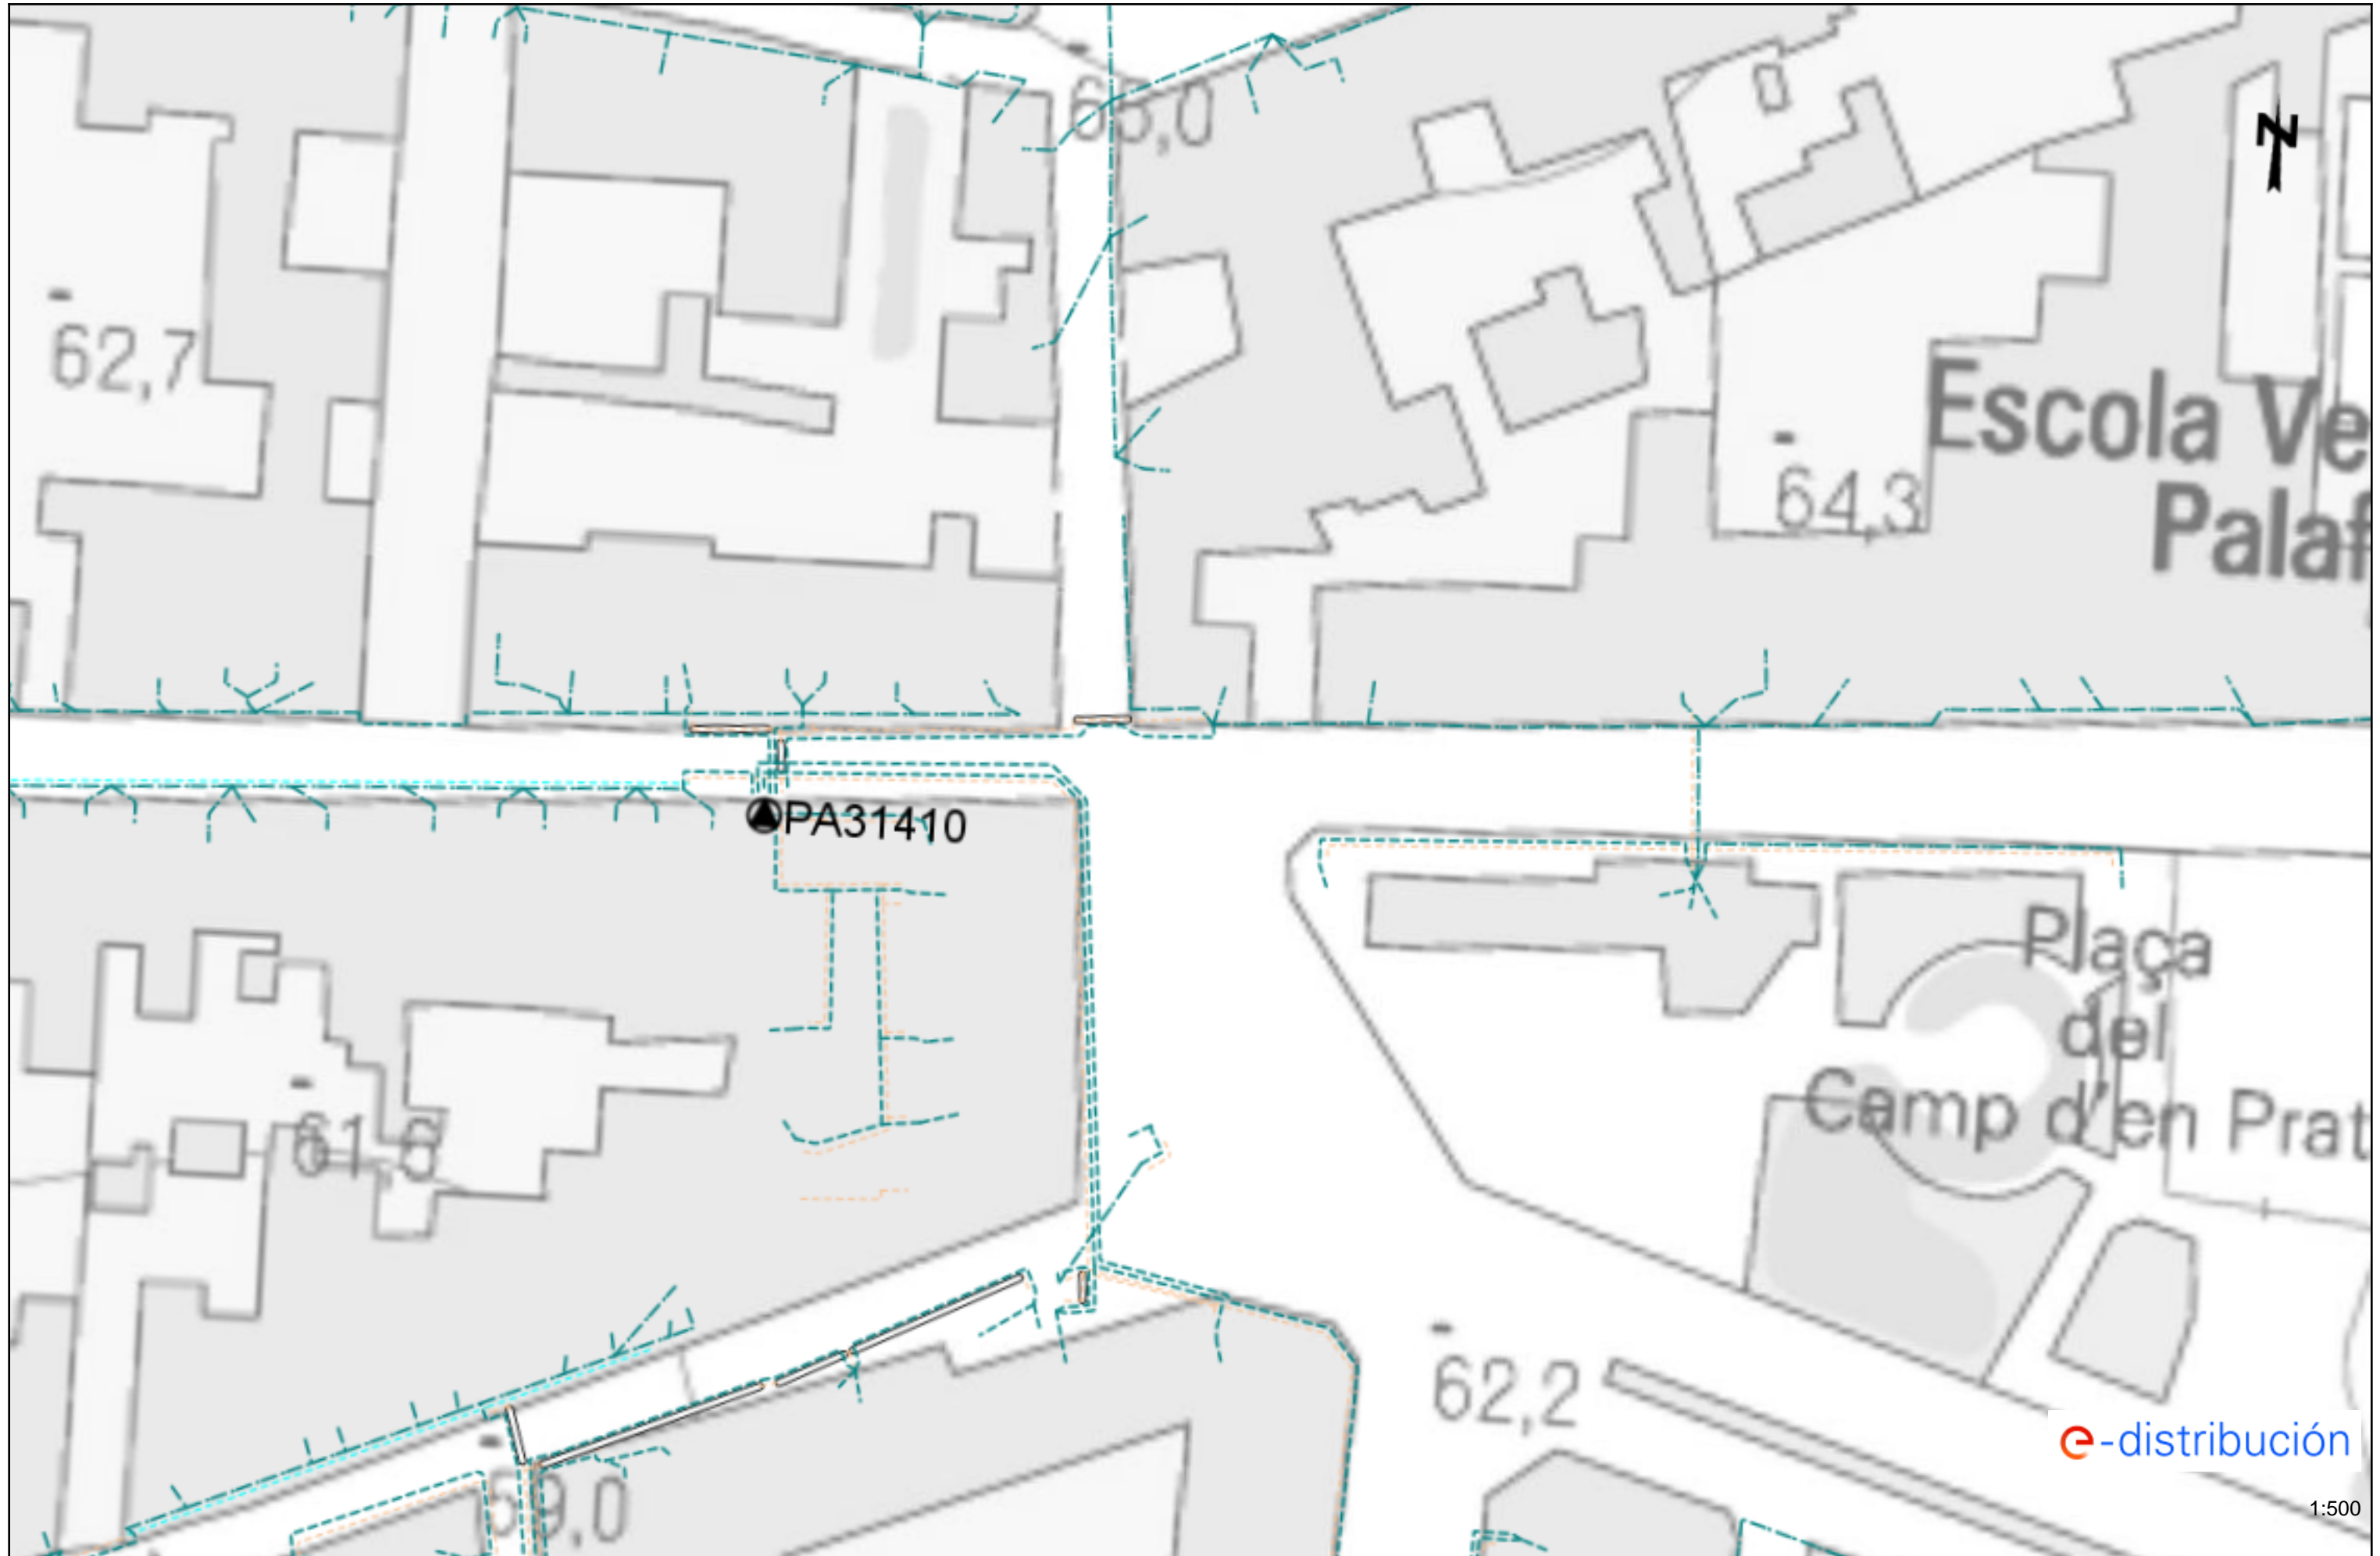 65,0
N
62,7
Escola Ve
64,3
Palaf
PA31410
Plaça
del
Camp d'en Prat
61,6
62,2
e-distribución
59,0
1:500